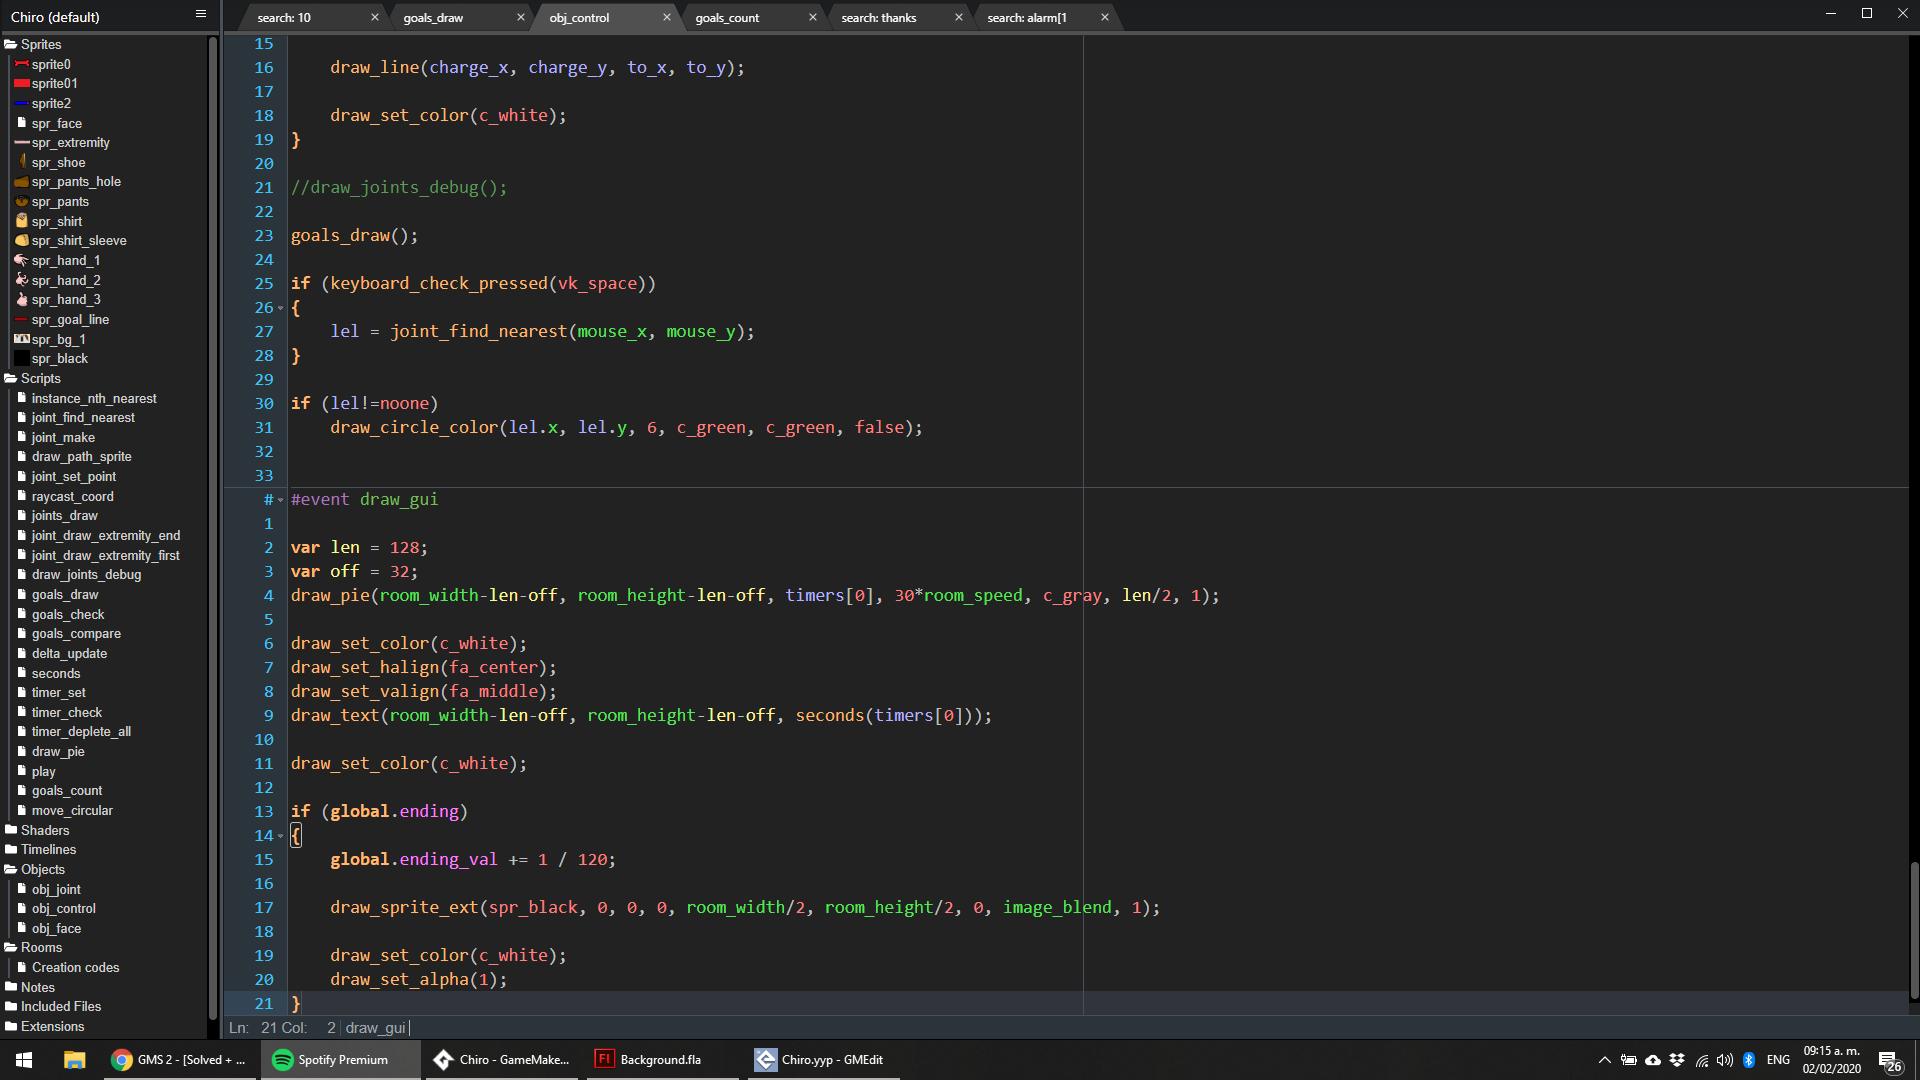 Chiro (default)
search: 10
goals_draw
obj_control
goals_count
search: thanks
search: alarm[1
Sprites
sprite0
sprite01
sprite2
spr_face
spr_extremity
spr_shoe
spr_pants_hole
spr_pants
spr_shirt
spr_shirt_sleeve
spr_hand_1
spr_hand_2
spr_hand_3
spr_goal_line
spr_bg_1
spr_black
Scripts
instance_nth_nearest
joint_find_nearest
joint_make
draw_path_sprite
joint_set_point
raycast_coord
joints_draw
joint_draw_extremity_end
joint_draw_extremity_first
draw_joints_debug
goals_draw
goals_check
goals_compare
delta_update
seconds
timer_set
timer_check
timer_deplete_all
draw_pie
play
goals_count
move_circular
Shaders
Timelines
Objects
obj_joint
obj_control
obj_face
Rooms
Creation codes
Notes
Included Files
Extensions
15
16 draw_line(charge_x, charge_y, to_x, to_y);
17
18 draw_set_color(c_white);
19 }
20
21 //draw_joints_debug();
22
23 goals_draw();
24
25 if (keyboard_check_pressed(vk_space))
26 {
27 lel = joint_find_nearest(mouse_x, mouse_y);
28 }
29
30 if (lel!=noone)
31 draw_circle_color(lel.x, lel.y, 6, c_green, c_green, false);
32
33
# #event draw_gui
1
2 var len = 128;
3 var off = 32;
4 draw_pie(room_width-len-off, room_height-len-off, timers[0], 30*room_speed, c_gray, len/2, 1);
5
6 draw_set_color(c_white);
7 draw_set_halign(fa_center);
8 draw_set_valign(fa_middle);
9 draw_text(room_width-len-off, room_height-len-off, seconds(timers[0]));
10
11 draw_set_color(c_white);
12
13 if (global.ending)
14 {
15 global.ending_val += 1 / 120;
16
17 draw_sprite_ext(spr_black, 0, 0, 0, room_width/2, room_height/2, 0, image_blend, 1);
18
19 draw_set_color(c_white);
20 draw_set_alpha(1);
21 }
Ln: 21 Col: 2 draw_gui
GMS 2 - [Solved + ...
Spotify Premium
Chiro - GameMake...
Fl
Background.fla
Chiro.yyp - GMEdit
ENG
09:15 a. m.
02/02/2020
26